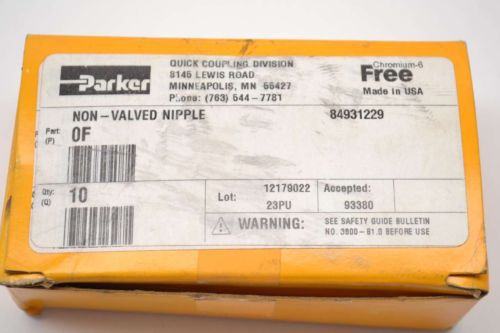 Parker
QUICK COUPLING DIVISION
8145 LEWIS ROAD
MINNEAPOLIS, MN 55427
Phone: (763) 544-7781
Chromium-6
Free
Made in USA
NON-VALVED NIPPLE
84931229
Part:
(P)
0F
Qty:
(Q)
10
Lot:
12179022
23PU
Accepted:
93380
WARNING:
SEE SAFETY GUIDE BULLETIN
NO. 3800-B1.0 BEFORE USE